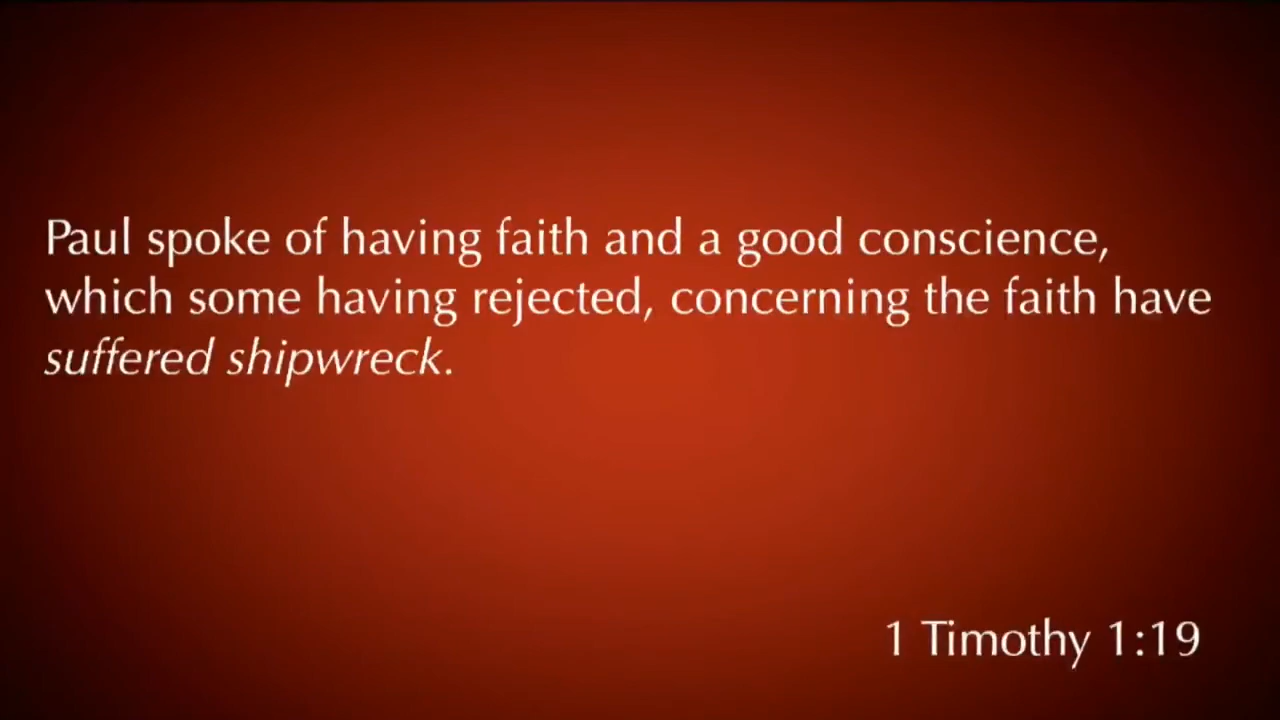 Paul spoke of having faith and a good conscience,
which some having rejected, concerning the faith have
suffered shipwreck.
1 Timothy 1:19